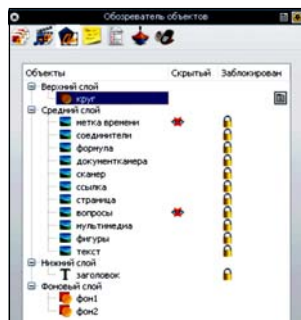 Обозреватель объектов
Объекты Скрытый Заблокирован
Верхний слой
круг
Средний слой
метка времени
соединители
формула
документкамера
сканер
ссылка
страница
вопросы
мультимедиа
фигуры
текст
Нижний слой
заголовок
Фоновый слой
фон1
фон2